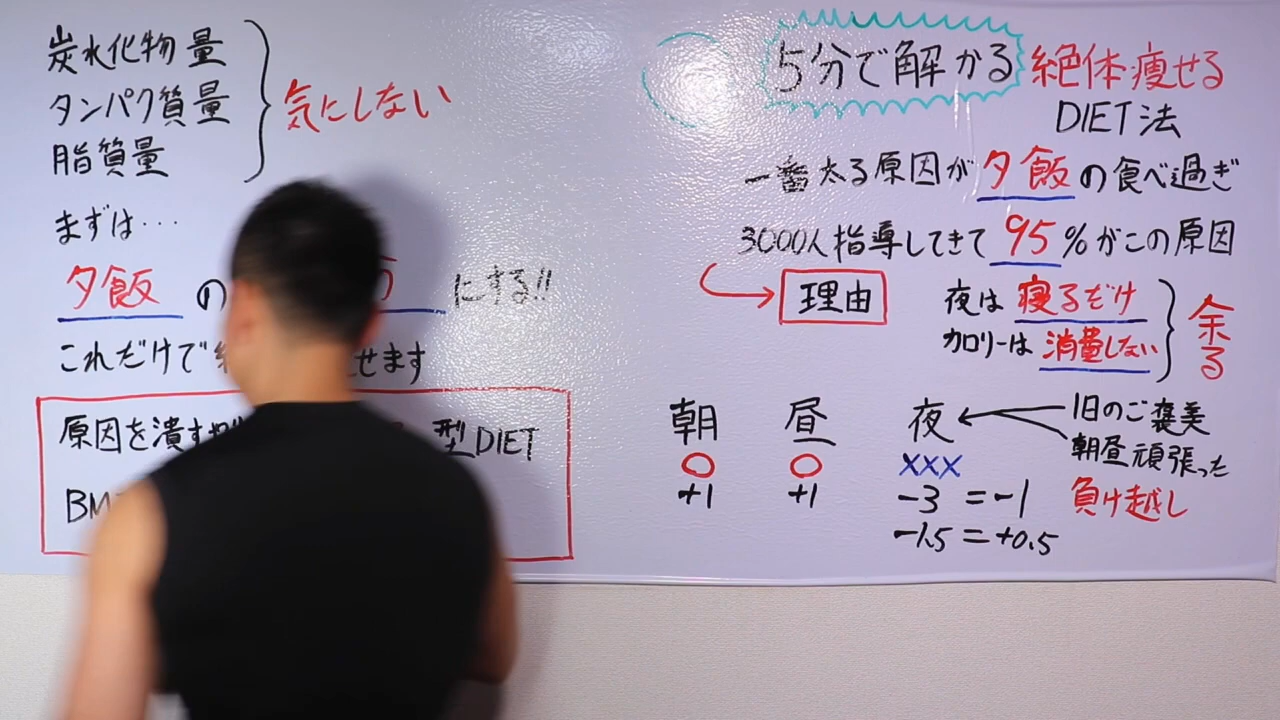 炭水化物量
タンパク質量
脂質量
気にしない
まずは…
夕飯 の にする!!
これだけで せます
原因を潰す 型DIET
BM
5分で解かる 絶体痩せる
DIET法
一番太る原因が夕飯の食べ過ぎ
3000人指導してきて95%がこの原因
理由
夜は寝るだけ
カロリーは消費しない
余る
朝 昼 夜
○ ○ XXX
+1 +1 -3 =-1
-1.5 =+0.5
1日のご褒美
朝昼頑張った
負け越し